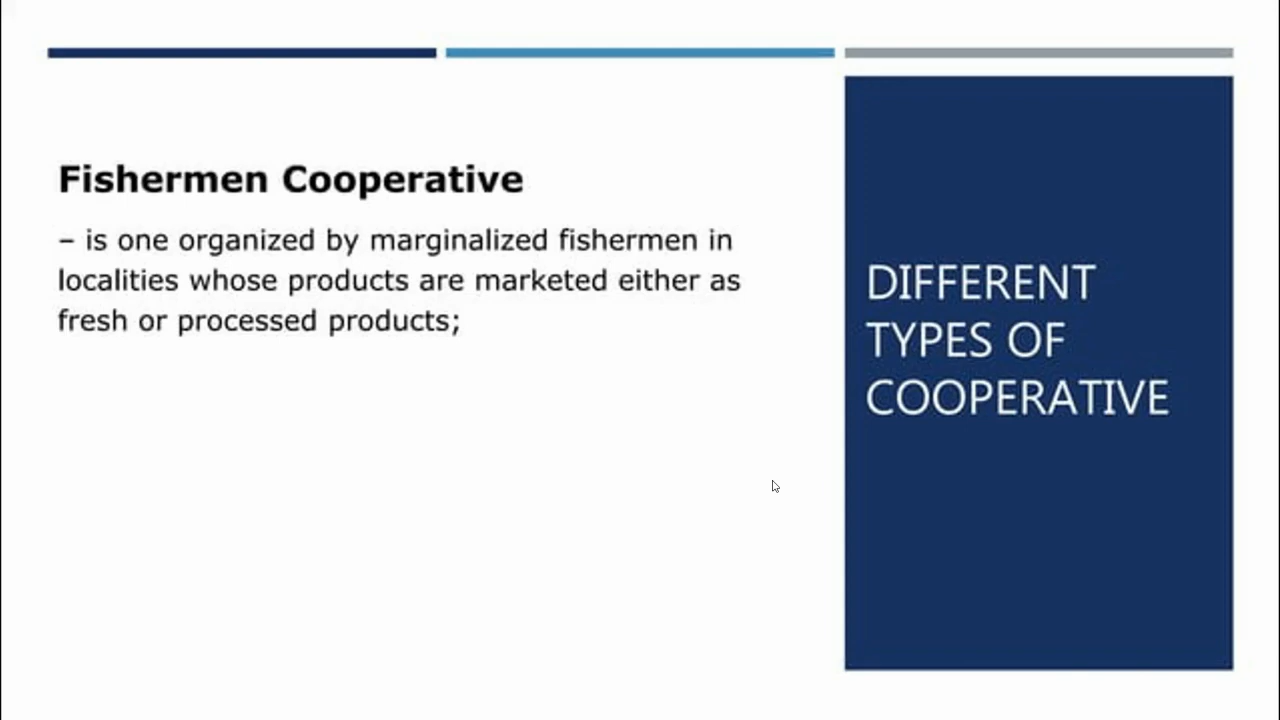 Fishermen Cooperative
– is one organized by marginalized fishermen in
localities whose products are marketed either as
fresh or processed products;
DIFFERENT
TYPES OF
COOPERATIVE